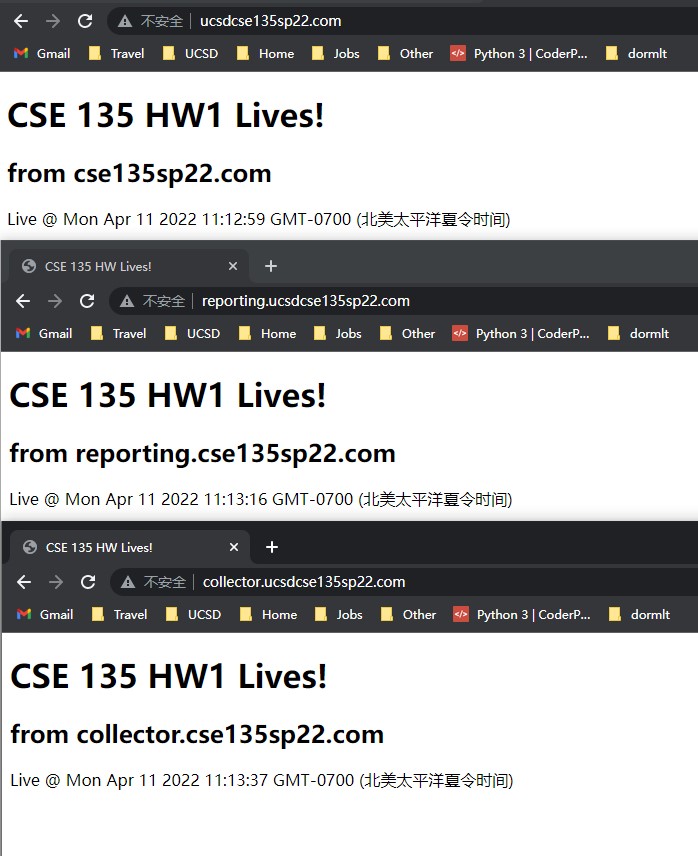 不安全 ucsdcse135sp22.com
Gmail Travel UCSD Home Jobs Other Python 3 | CoderP... dormlt
CSE 135 HW1 Lives!
from cse135sp22.com
Live @ Mon Apr 11 2022 11:12:59 GMT-0700 (北美太平洋夏令时间)
CSE 135 HW Lives!
不安全 reporting.ucsdcse135sp22.com
Gmail Travel UCSD Home Jobs Other Python 3 | CoderP... dormlt
CSE 135 HW1 Lives!
from reporting.cse135sp22.com
Live @ Mon Apr 11 2022 11:13:16 GMT-0700 (北美太平洋夏令时间)
CSE 135 HW Lives!
不安全 collector.ucsdcse135sp22.com
Gmail Travel UCSD Home Jobs Other Python 3 | CoderP... dormlt
CSE 135 HW1 Lives!
from collector.cse135sp22.com
Live @ Mon Apr 11 2022 11:13:37 GMT-0700 (北美太平洋夏令时间)